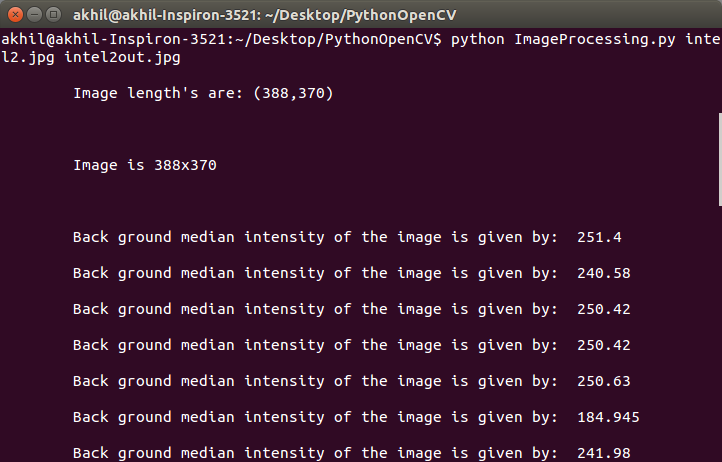 akhil@akhil-Inspiron-3521: ~/Desktop/PythonOpenCV
akhil@akhil-Inspiron-3521:~/Desktop/PythonOpenCV$ python ImageProcessing.py inte
l2.jpg intel2out.jpg
Image length's are: (388,370)
Image is 388x370
Back ground median intensity of the image is given by:  251.4
Back ground median intensity of the image is given by:  240.58
Back ground median intensity of the image is given by:  250.42
Back ground median intensity of the image is given by:  250.42
Back ground median intensity of the image is given by:  250.63
Back ground median intensity of the image is given by:  184.945
Back ground median intensity of the image is given by:  241.98